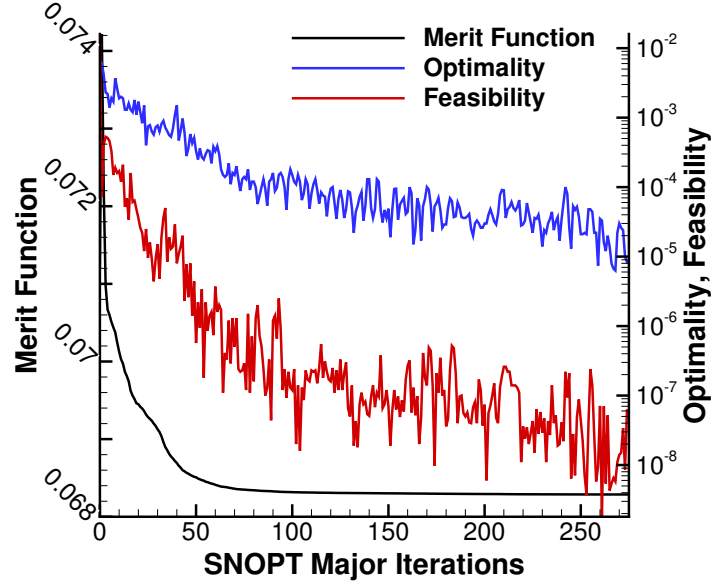 Merit Function
Optimality
Feasibility
0.074
0.072
0.07
0.068
Merit Function
10-2
10-3
10-4
10-5
10-6
10-7
10-8
Optimality, Feasibility
0 50 100 150 200 250
SNOPT Major Iterations